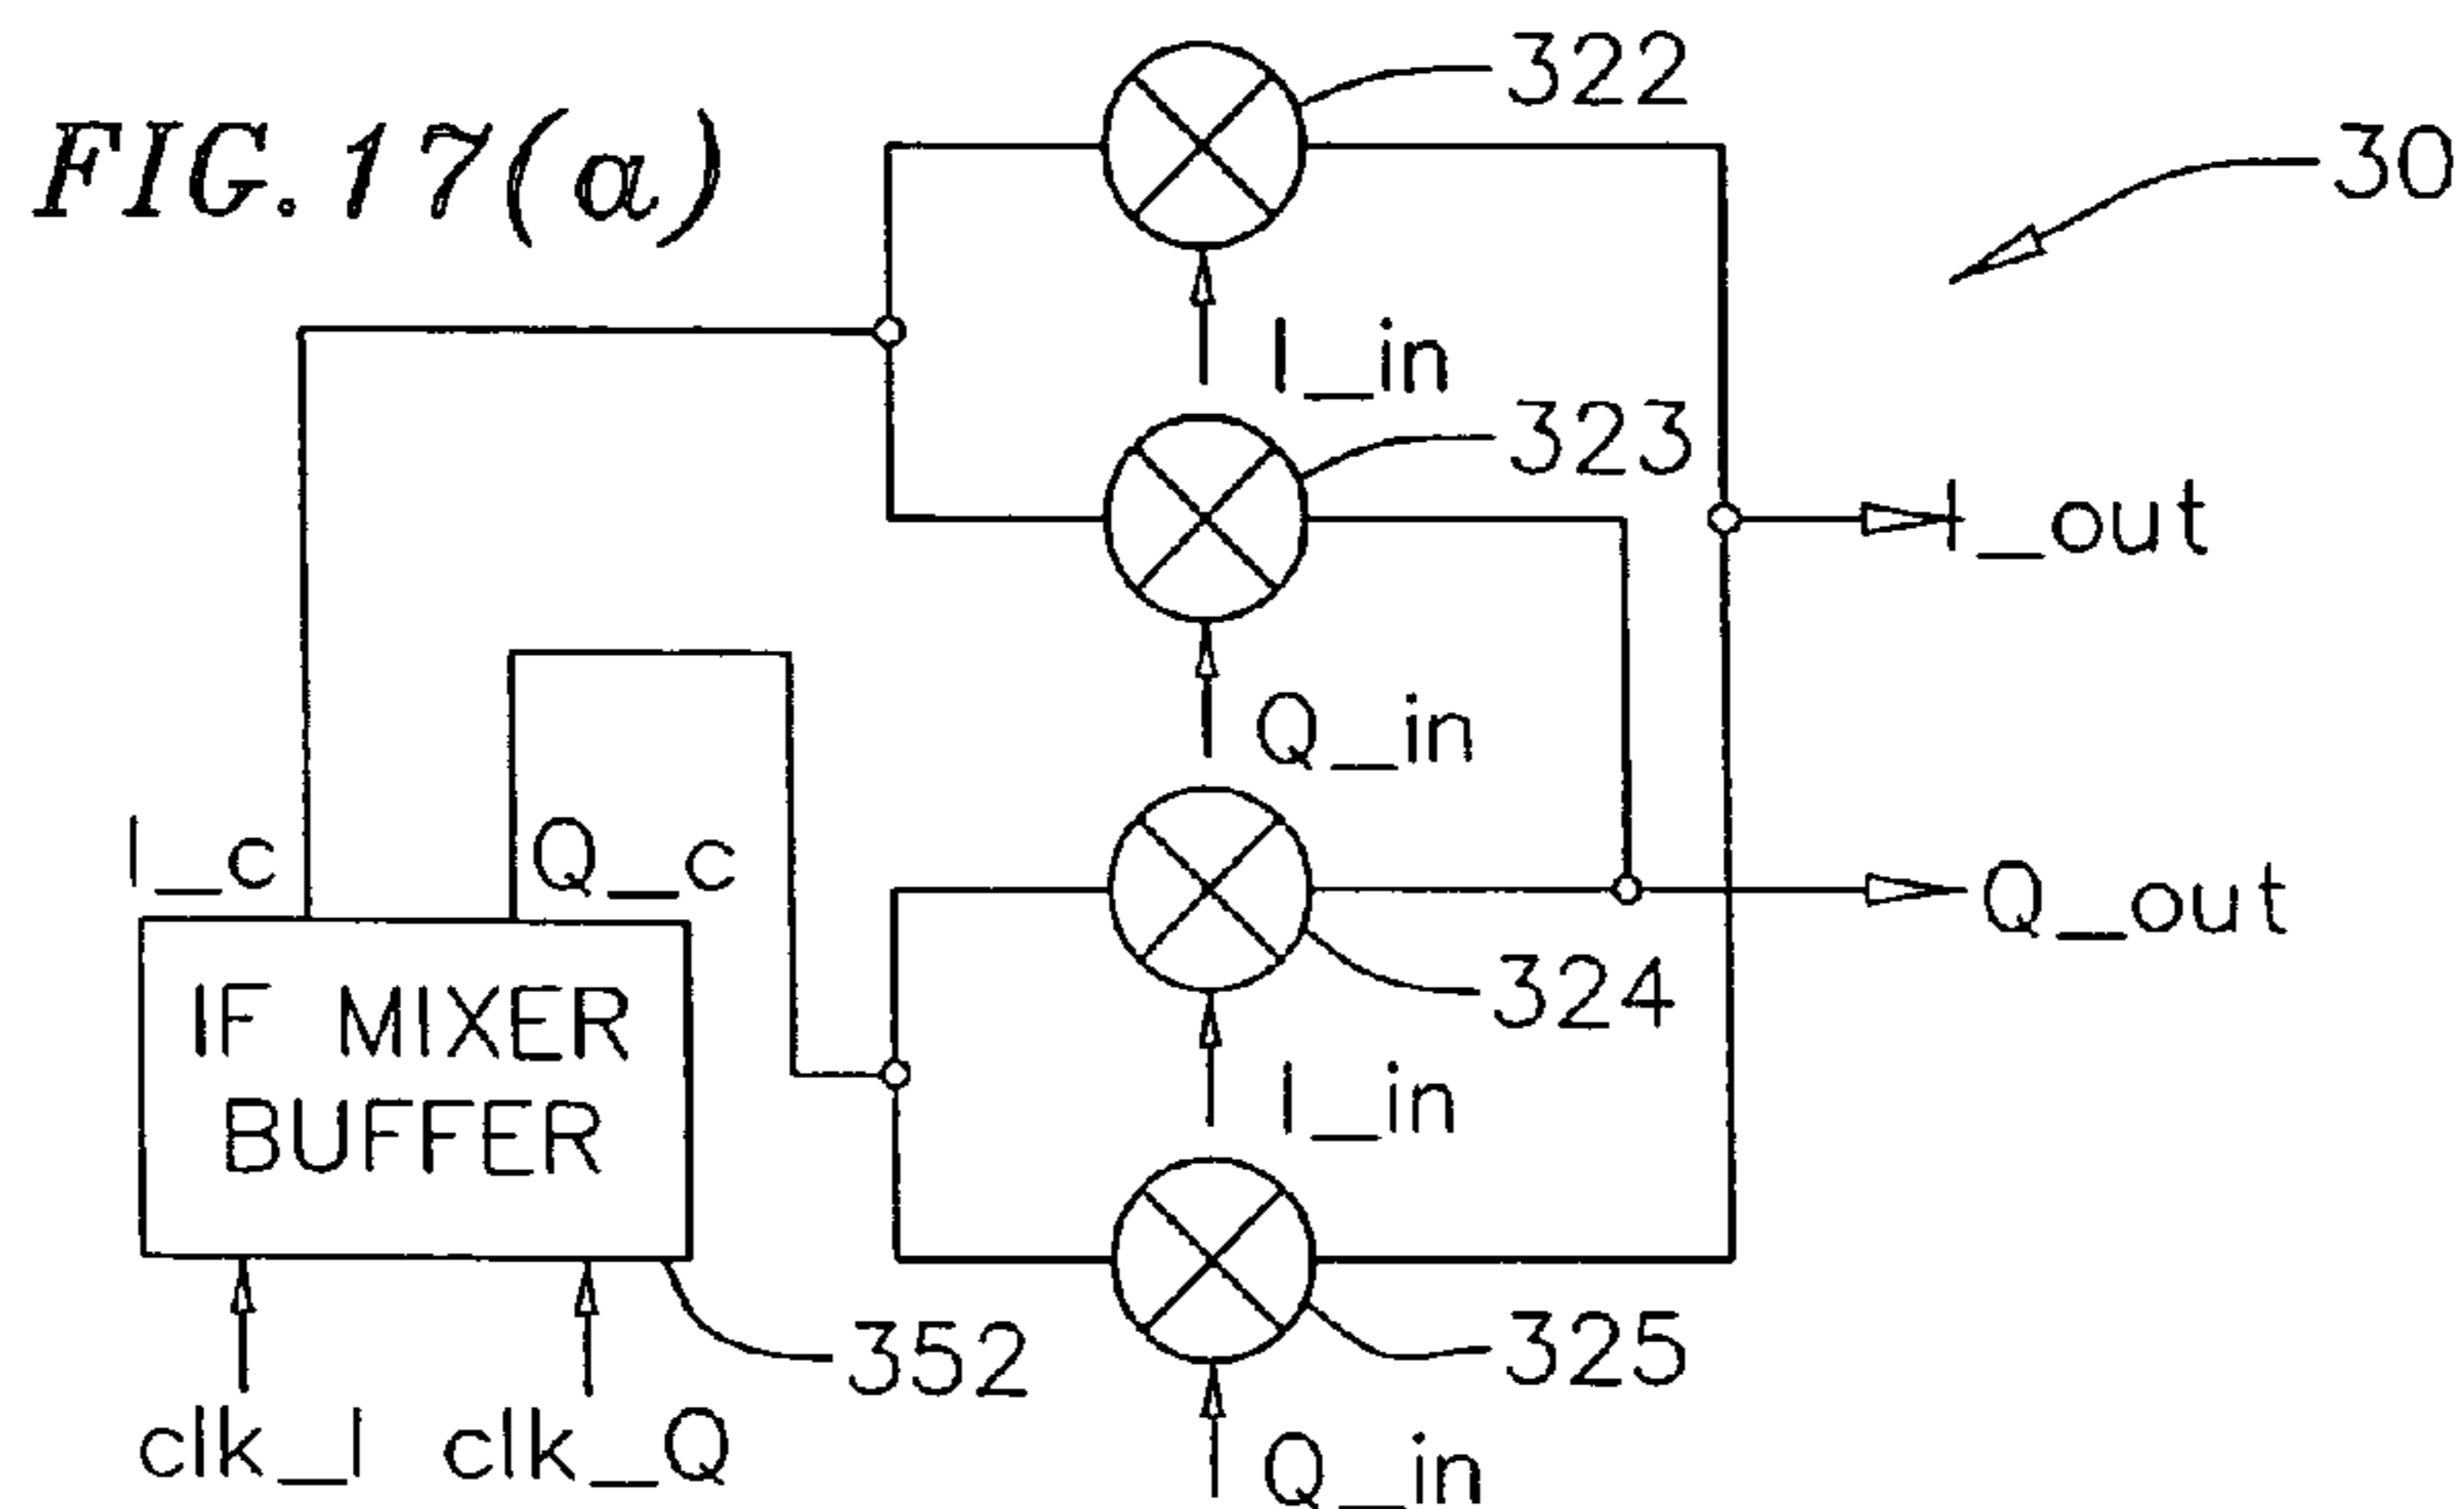 FIG. 17(a)
322
30
I_in
323
I_out
Q_in
I_c
Q_c
Q_out
IF MIXER
BUFFER
324
I_in
352
325
clk_I
clk_Q
Q_in